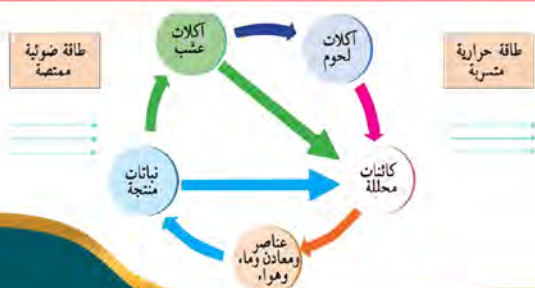 آكلات
عشب
آكلات
لحوم
طاقة ضوئية
ممتصة
طاقة حرارية
متسربة
نباتات
منتجة
كائنات
محللة
عناصر
ومعادن وماء
وهواء